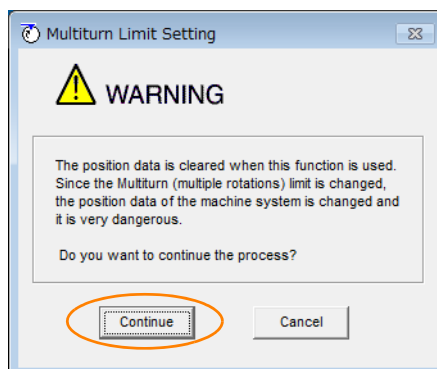 Multiturn Limit Setting
WARNING
The position data is cleared when this function is used.
Since the Multiturn (multiple rotations) limit is changed,
the position data of the machine system is changed and
it is very dangerous.
Do you want to continue the process?
Continue
Cancel